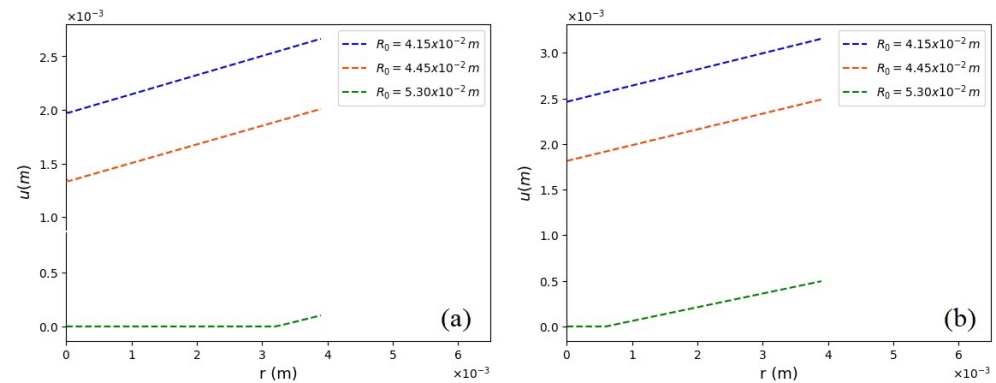 ×10⁻³
2.5
2.0
1.5
1.0
0.5
0.0
u(m)
R₀ = 4.15x10⁻² m
R₀ = 4.45x10⁻² m
R₀ = 5.30x10⁻² m
(a)
0 1 2 3 4 5 6
r (m)
×10⁻³
×10⁻³
3.0
2.5
2.0
1.5
1.0
0.5
0.0
u(m)
R₀ = 4.15x10⁻² m
R₀ = 4.45x10⁻² m
R₀ = 5.30x10⁻² m
(b)
0 1 2 3 4 5 6
r (m)
×10⁻³